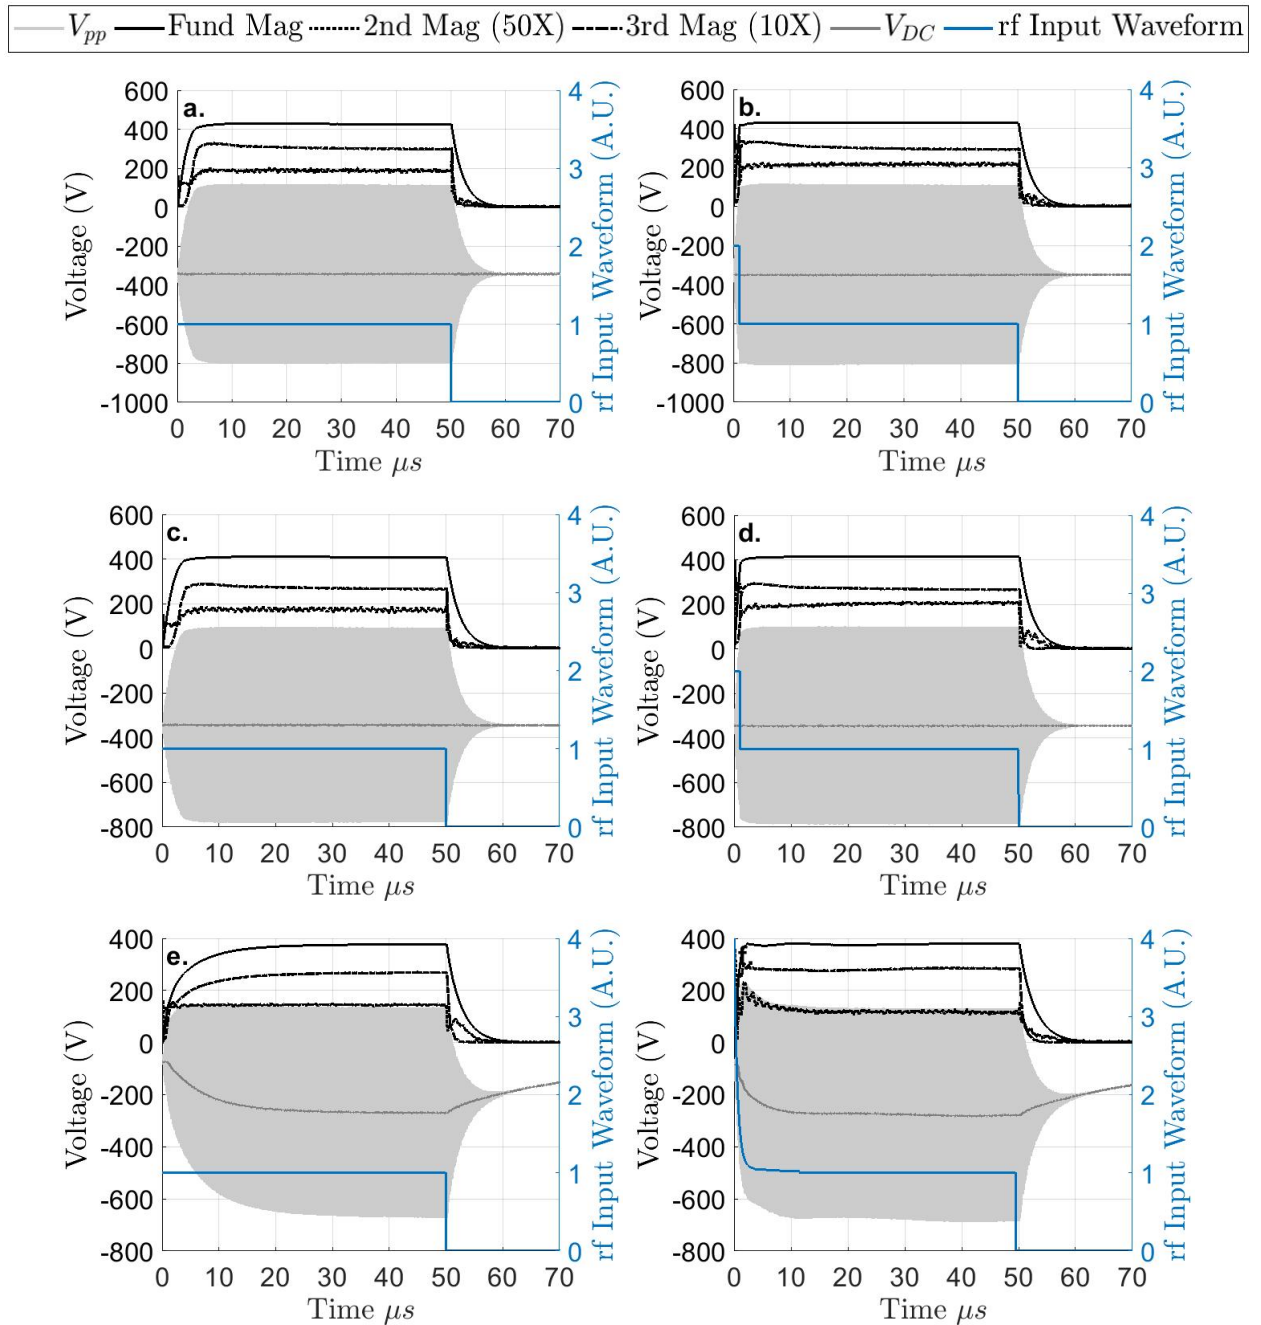 V_pp Fund Mag 2nd Mag (50X) 3rd Mag (10X) V_DC rf Input Waveform
a.
600
400
200
0
-200
-400
-600
-800
-1000
Voltage (V)
0 10 20 30 40 50 60 70
Time μs
4
3
2
1
0
rf Input Waveform (A.U.)
b.
600
400
200
0
-200
-400
-600
-800
-1000
Voltage (V)
0 10 20 30 40 50 60 70
Time μs
4
3
2
1
0
rf Input Waveform (A.U.)
c.
600
400
200
0
-200
-400
-600
-800
Voltage (V)
0 10 20 30 40 50 60 70
Time μs
4
3
2
1
0
rf Input Waveform (A.U.)
d.
600
400
200
0
-200
-400
-600
-800
Voltage (V)
0 10 20 30 40 50 60 70
Time μs
4
3
2
1
0
rf Input Waveform (A.U.)
e.
400
200
0
-200
-400
-600
-800
Voltage (V)
0 10 20 30 40 50 60 70
Time μs
4
3
2
1
0
rf Input Waveform (A.U.)
400
200
0
-200
-400
-600
-800
Voltage (V)
0 10 20 30 40 50 60 70
Time μs
4
3
2
1
0
rf Input Waveform (A.U.)